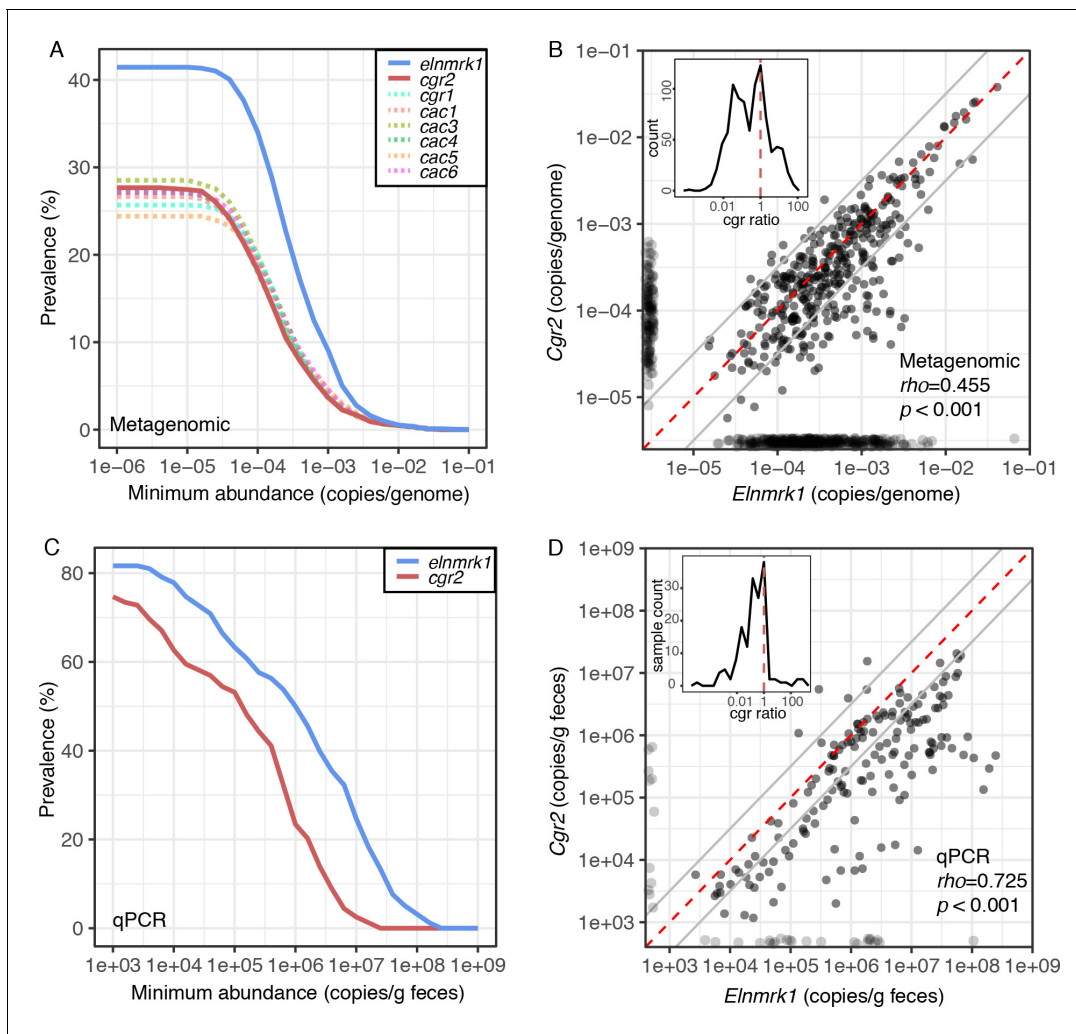 A
40
30
20
10
0
Prevalence (%)
elnmrk1
cgr2
cgr1
cac1
cac3
cac4
cac5
cac6
Metagenomic
1e-06 1e-05 1e-04 1e-03 1e-02 1e-01
Minimum abundance (copies/genome)
B
1e-01
1e-02
1e-03
1e-04
1e-05
Cgr2 (copies/genome)
100
50
0
count
0.01 1 100
cgr ratio
Metagenomic
rho=0.455
p < 0.001
1e-05 1e-04 1e-03 1e-02 1e-01
Elnmrk1 (copies/genome)
C
80
60
40
20
0
Prevalence (%)
elnmrk1
cgr2
qPCR
1e+03 1e+04 1e+05 1e+06 1e+07 1e+08 1e+09
Minimum abundance (copies/g feces)
D
1e+09
1e+08
1e+07
1e+06
1e+05
1e+04
1e+03
Cgr2 (copies/g feces)
30
20
10
0
sample count
0.01 1 100
cgr ratio
qPCR
rho=0.725
p < 0.001
1e+03 1e+04 1e+05 1e+06 1e+07 1e+08 1e+09
Elnmrk1 (copies/g feces)